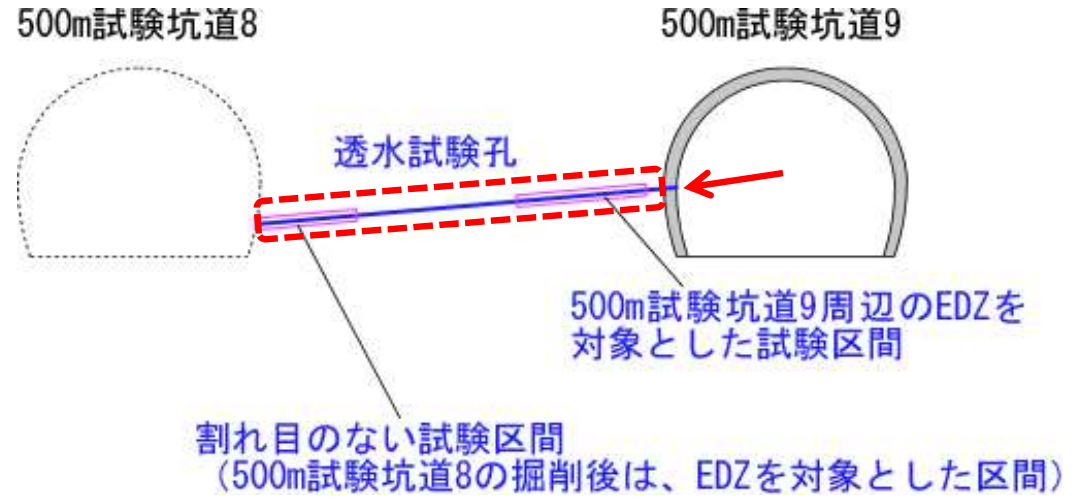 500m試験坑道8
500m試験坑道9
透水試験孔
500m試験坑道9周辺のEDZを
対象とした試験区間
割れ目のない試験区間
（500m試験坑道8の掘削後は、EDZを対象とした区間）